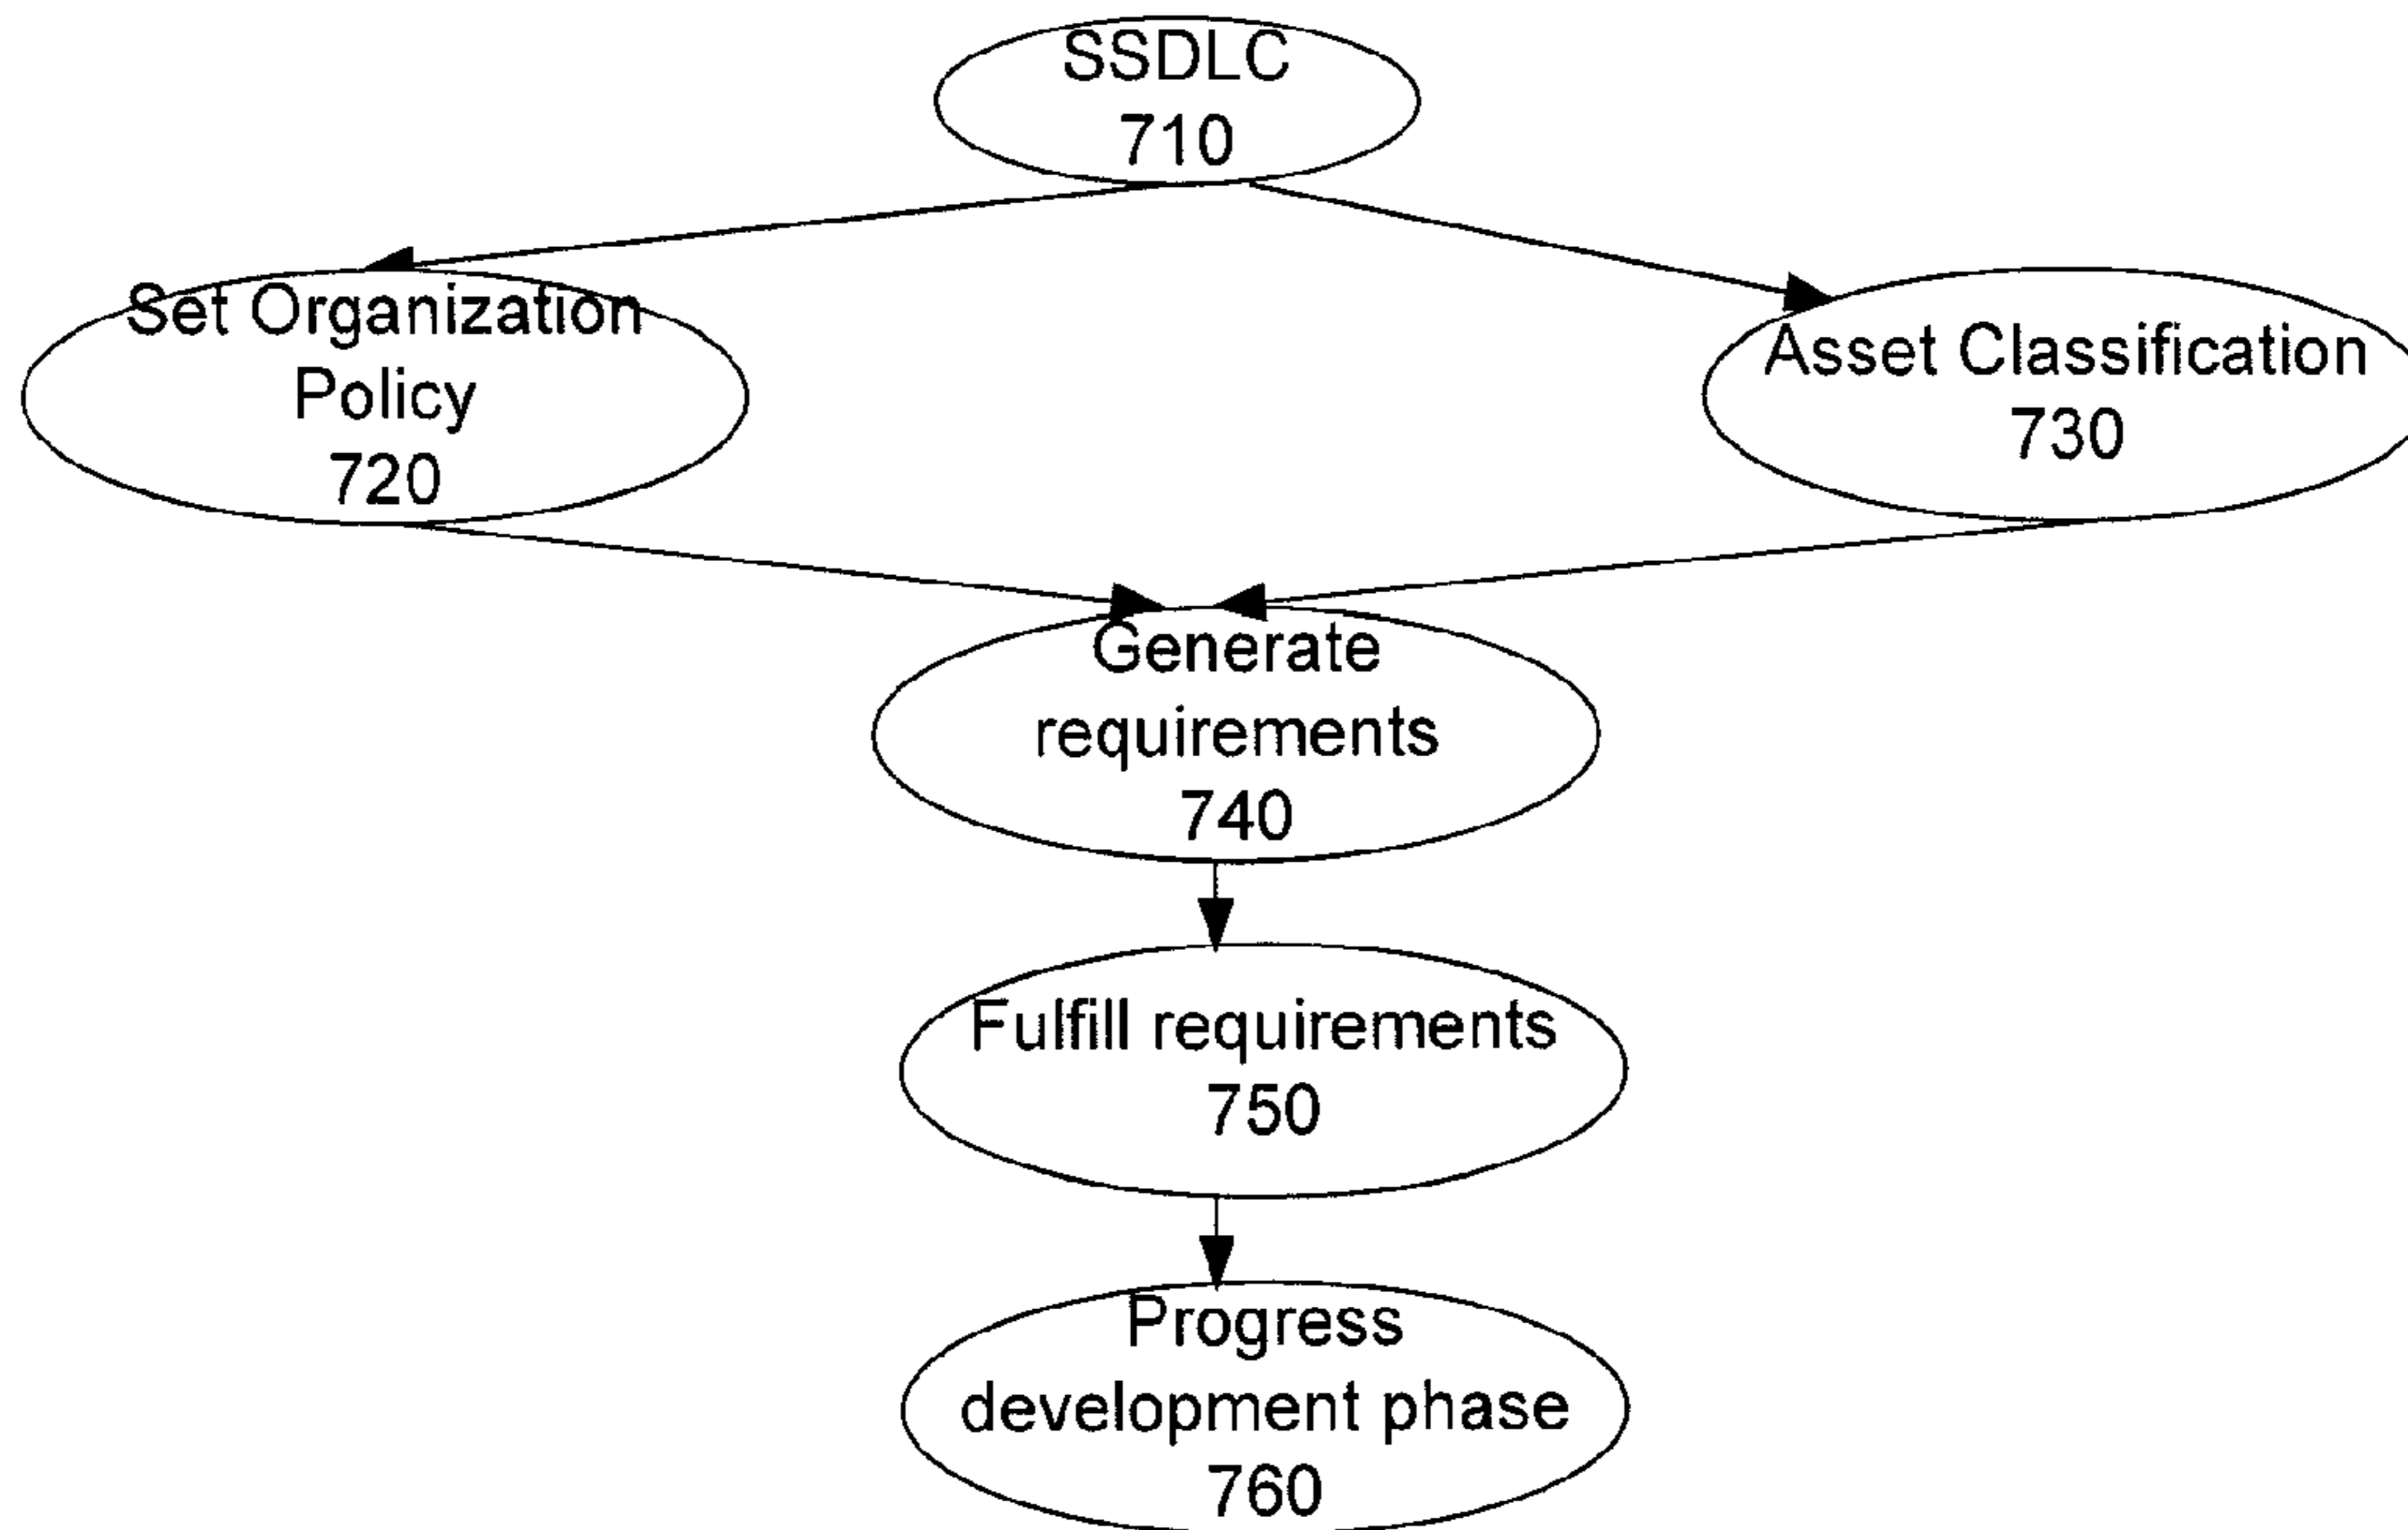 SSDLC
710
Set Organization
Policy
720
Asset Classification
730
Generate
requirements
740
Fulfill requirements
750
Progress
development phase
760